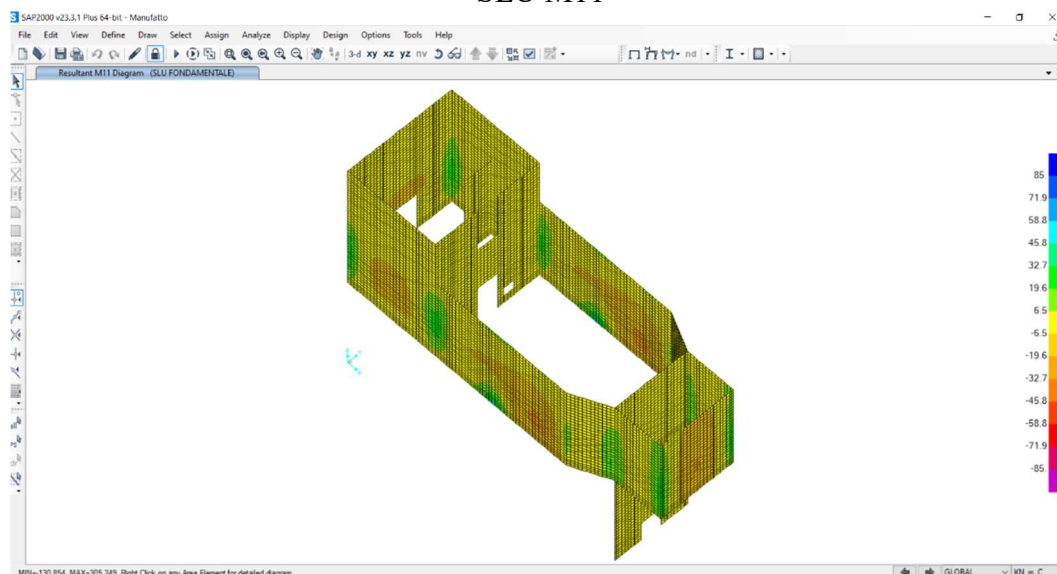 SLU M11
SAP2000 v23.3.1 Plus 64-bit - Manufatto
File Edit View Define Draw Select Assign Analyze Display Design Options Tools Help
3-d xy xz yz nv
nd
Resultant M11 Diagram (SLU FONDAMENTALE)
85.
71.9
58.8
45.8
32.7
19.6
6.5
-6.5
-19.6
-32.7
-45.8
-58.8
-71.9
-85.
MIN=-130.854, MAX=305.249, Right Click on any Area Element for detailed diagram
GLOBAL
KN, m, C